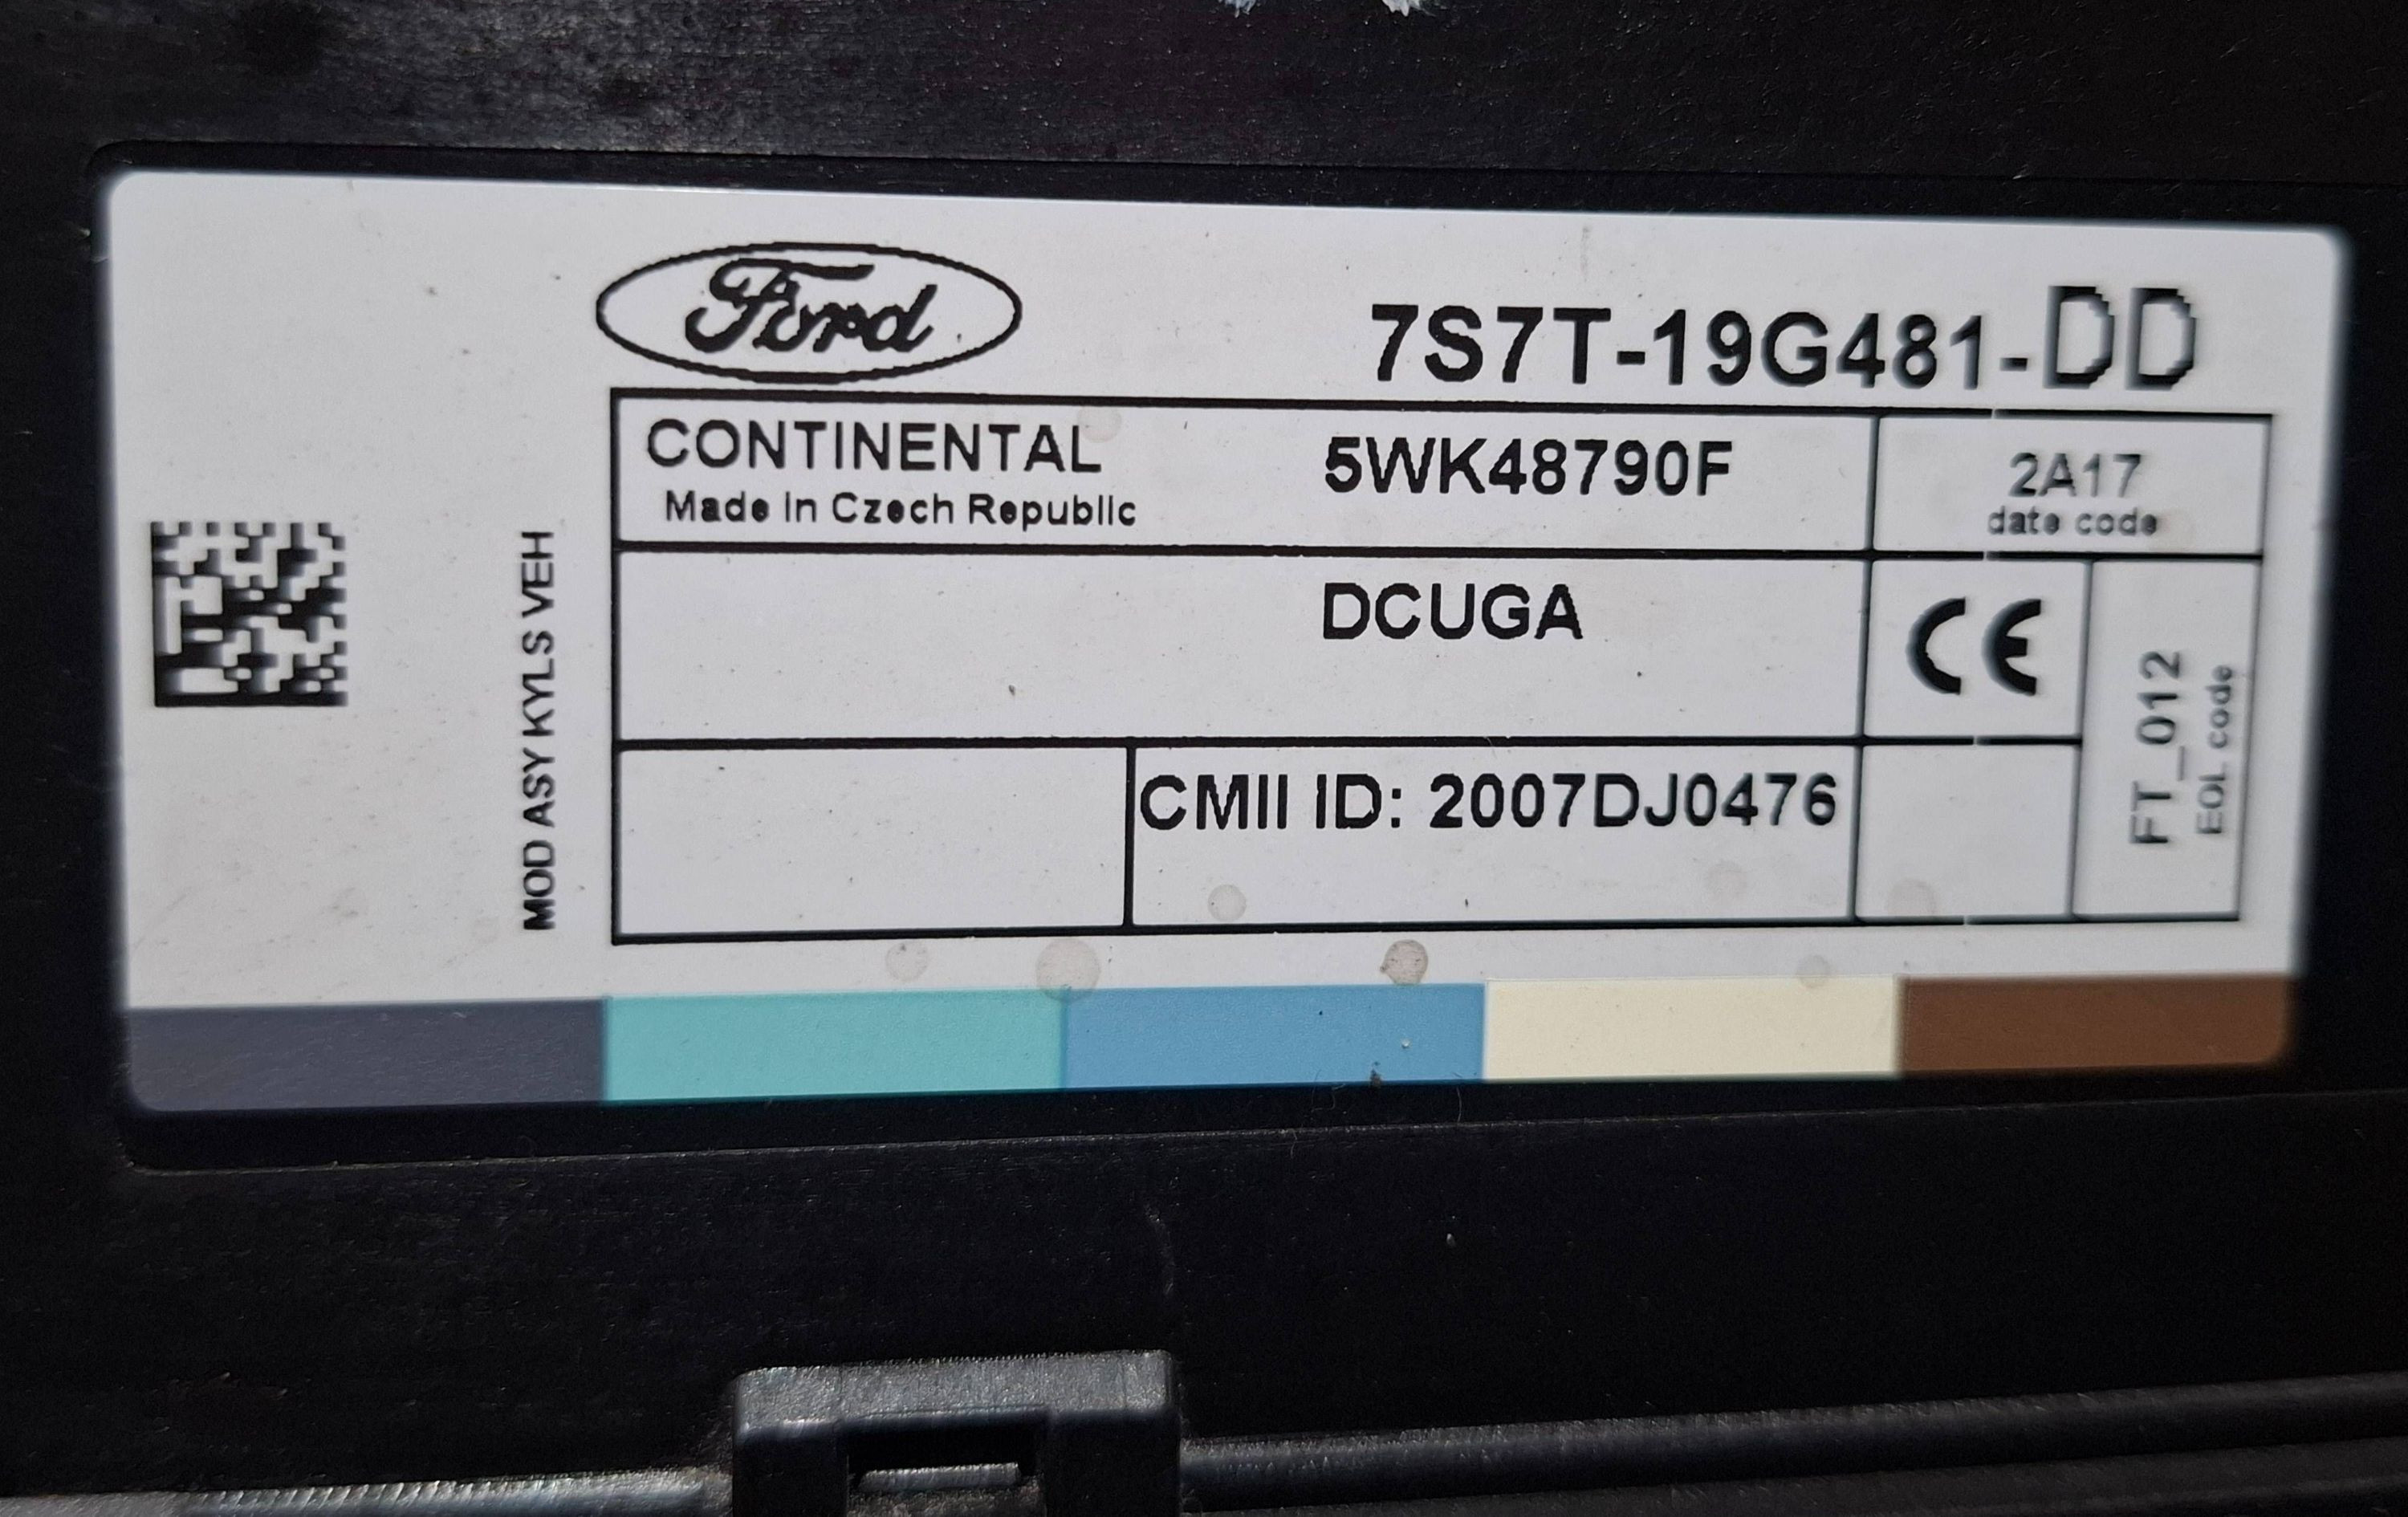 Ford
7S7T-19G481-DD
CONTINENTAL
Made in Czech Republic
5WK48790F
2A17
date code
DCUGA
CE
CMII ID: 2007DJ0476
FT_012
EOL code
MOD ASY KYLS VEH